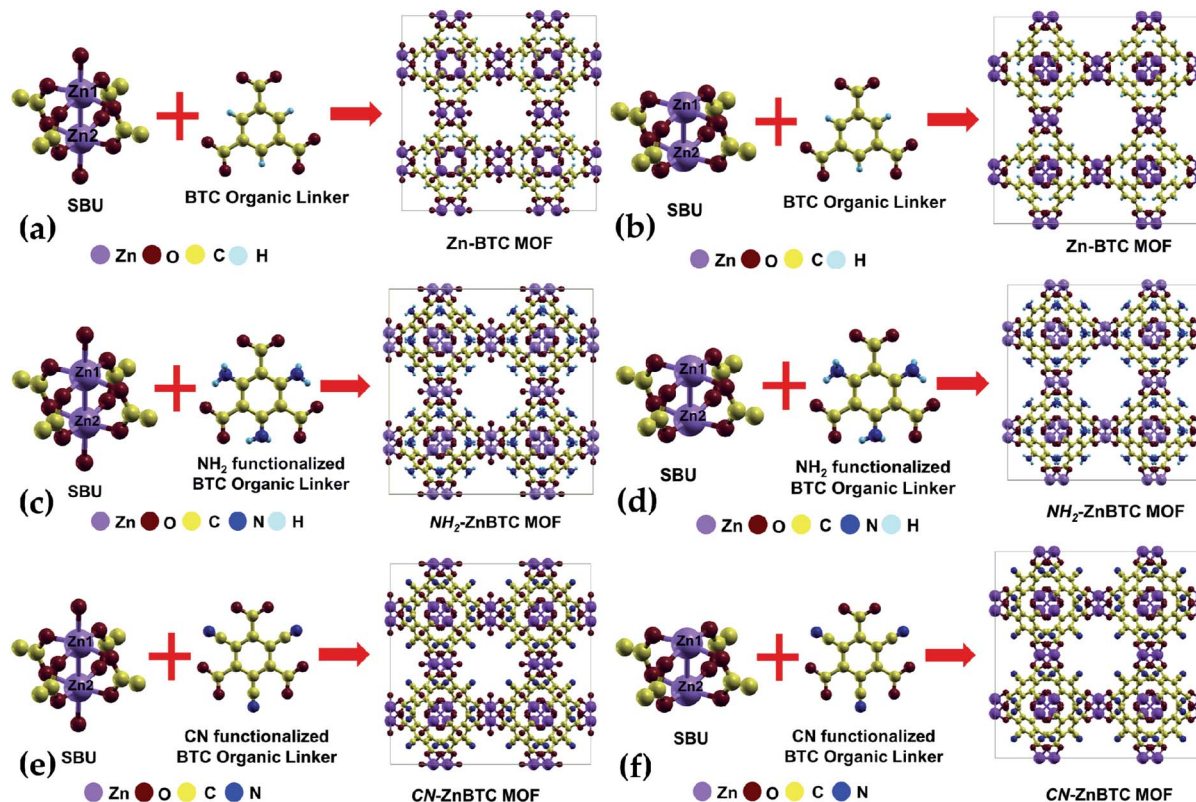 Zn1
Zn2
SBU
BTC Organic Linker
Zn-BTC MOF
(a)
Zn O C H
Zn1
Zn2
SBU
BTC Organic Linker
Zn-BTC MOF
(b)
Zn O C H
Zn1
Zn2
SBU
NH₂ functionalized
BTC Organic Linker
NH₂-ZnBTC MOF
(c)
Zn O C N H
Zn1
Zn2
SBU
NH₂ functionalized
BTC Organic Linker
NH₂-ZnBTC MOF
(d)
Zn O C N H
Zn1
Zn2
SBU
CN functionalized
BTC Organic Linker
CN-ZnBTC MOF
(e)
Zn O C N
Zn1
Zn2
SBU
CN functionalized
BTC Organic Linker
CN-ZnBTC MOF
(f)
Zn O C N